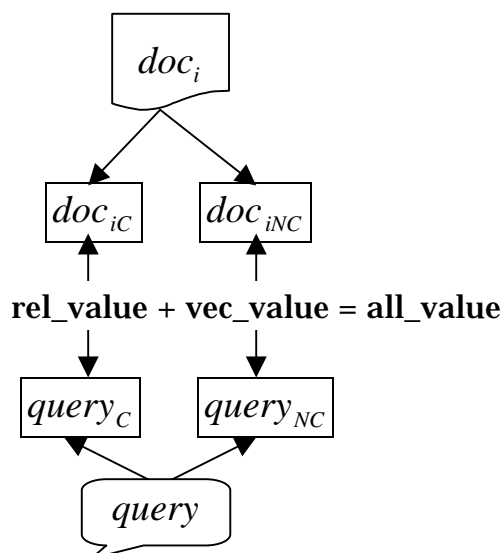 doc_i
doc_iC doc_iNC
rel_value + vec_value = all_value
query_C query_NC
query